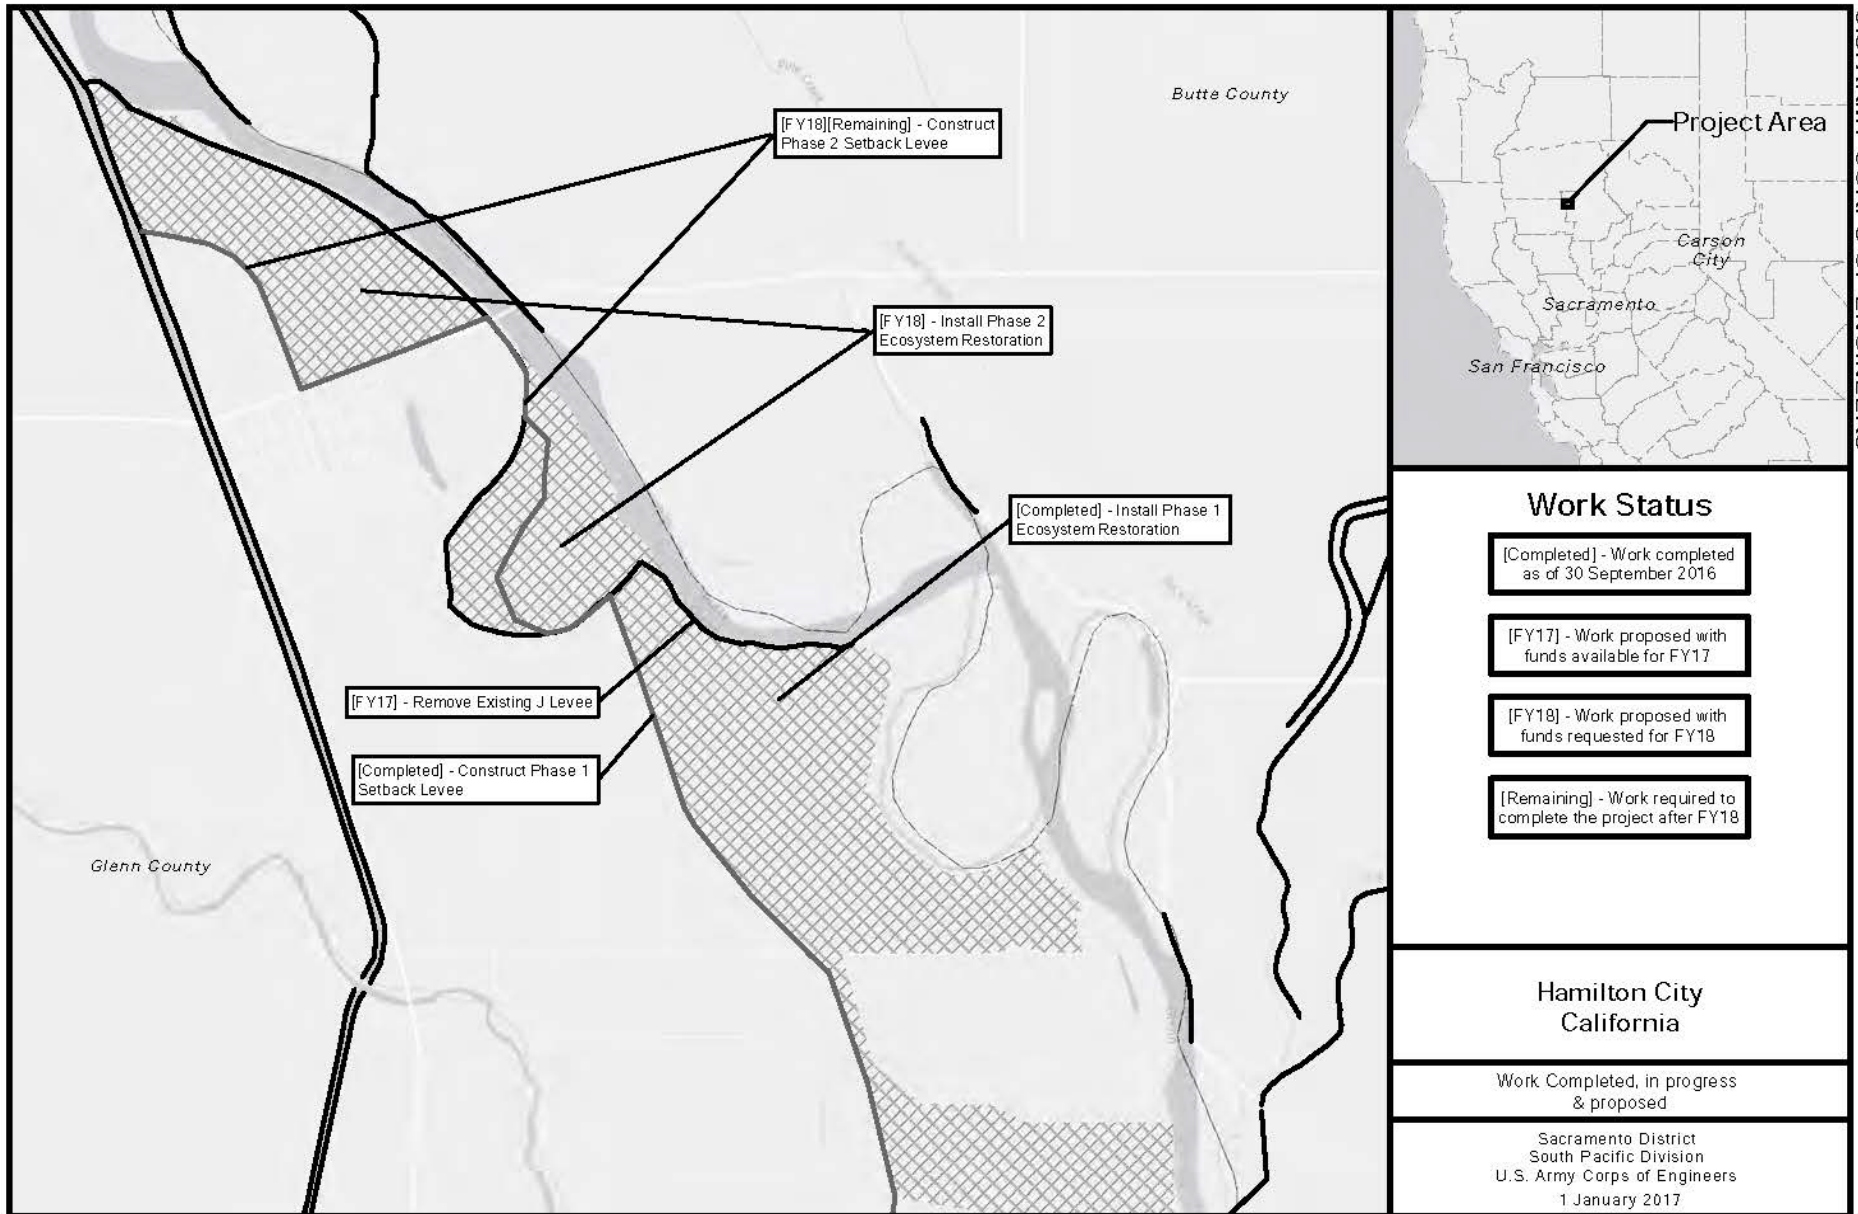 Butte County
[FY18][Remaining] - Construct
Phase 2 Setback Levee
[FY18] - Install Phase 2
Ecosystem Restoration
[Completed] - Install Phase 1
Ecosystem Restoration
[FY17] - Remove Existing J Levee
[Completed] - Construct Phase 1
Setback Levee
Glenn County
Project Area
Carson
City
Sacramento
San Francisco
Work Status
[Completed] - Work completed
as of 30 September 2016
[FY17] - Work proposed with
funds available for FY17
[FY18] - Work proposed with
funds requested for FY18
[Remaining] - Work required to
complete the project after FY18
Hamilton City
California
Work Completed, in progress
& proposed
Sacramento District
South Pacific Division
U.S. Army Corps of Engineers
1 January 2017